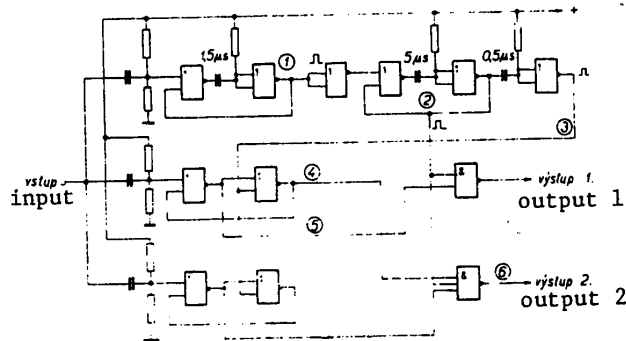 +
1,5μs
①
5μs
0,5μs
②
③
vstup
input
④
&
výstup 1.
output 1
⑤
&
⑥
výstup 2.
output 2